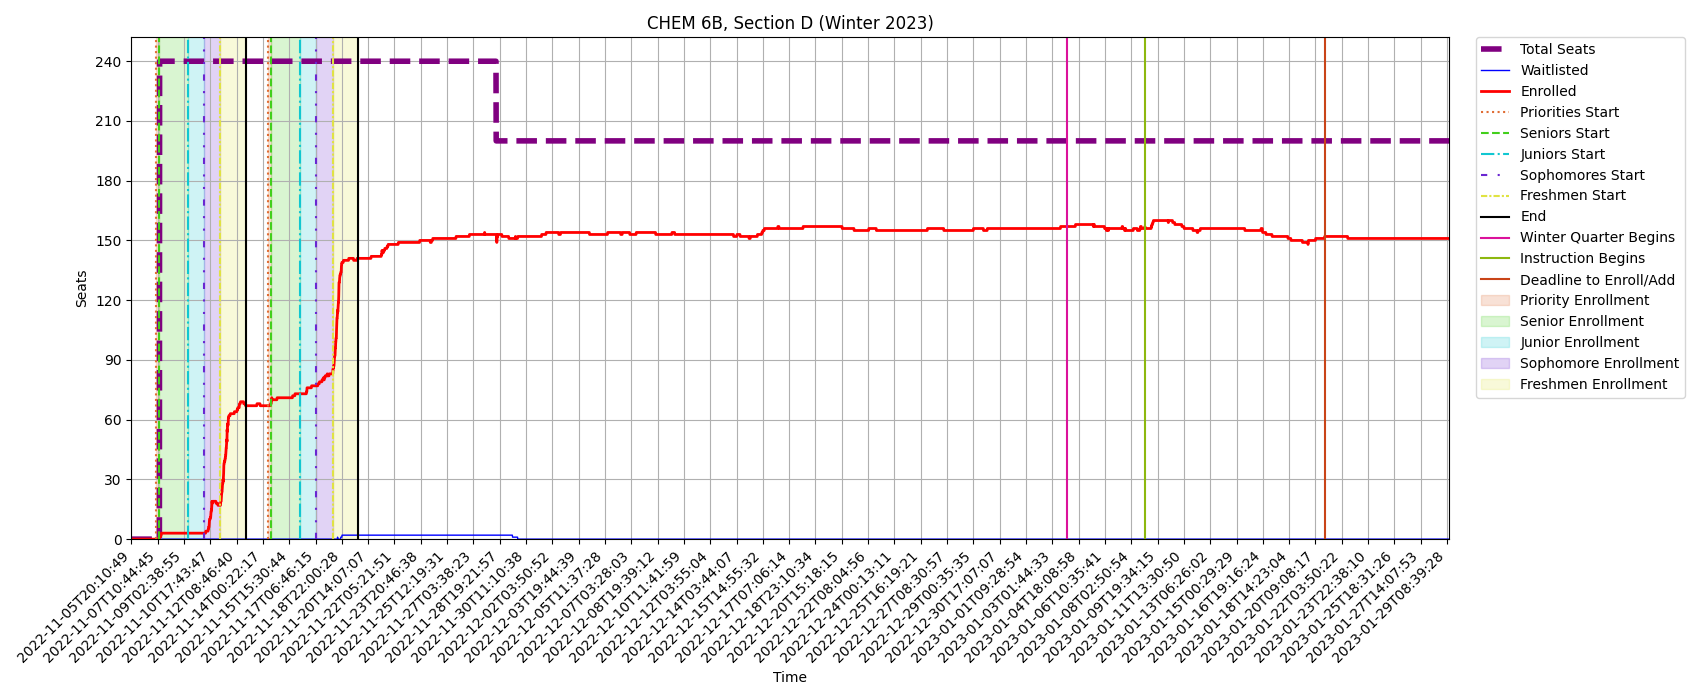 CHEM 6B, Section D (Winter 2023)
Seats
240
210
180
150
120
90
60
30
0
2022-11-05T20:10:49
2022-11-07T10:44:45
2022-11-09T02:38:55
2022-11-10T17:43:47
2022-11-12T08:46:40
2022-11-14T00:22:17
2022-11-15T15:30:44
2022-11-17T06:46:15
2022-11-18T22:00:28
2022-11-20T14:07:07
2022-11-22T05:21:51
2022-11-23T20:46:38
2022-11-25T12:19:31
2022-11-27T03:38:23
2022-11-28T19:21:57
2022-11-30T11:10:38
2022-12-02T03:50:52
2022-12-03T19:44:39
2022-12-05T11:37:28
2022-12-07T03:28:03
2022-12-08T19:39:12
2022-12-10T11:41:59
2022-12-12T03:55:04
2022-12-13T19:44:07
2022-12-15T14:55:32
2022-12-17T07:06:14
2022-12-18T23:10:34
2022-12-20T15:18:15
2022-12-22T08:04:56
2022-12-24T00:13:11
2022-12-25T16:19:21
2022-12-27T08:30:57
2022-12-29T00:35:35
2022-12-30T17:07:07
2023-01-01T09:28:54
2023-01-03T01:44:33
2023-01-04T18:08:58
2023-01-06T10:35:41
2023-01-08T02:50:54
2023-01-09T19:34:15
2023-01-11T13:30:50
2023-01-13T06:26:02
2023-01-15T00:29:29
2023-01-16T19:16:24
2023-01-18T14:23:04
2023-01-20T09:08:17
2023-01-22T03:50:22
2023-01-23T22:38:10
2023-01-25T18:31:26
2023-01-27T14:07:53
2023-01-29T08:39:28
Time
Total Seats
Waitlisted
Enrolled
Priorities Start
Seniors Start
Juniors Start
Sophomores Start
Freshmen Start
End
Winter Quarter Begins
Instruction Begins
Deadline to Enroll/Add
Priority Enrollment
Senior Enrollment
Junior Enrollment
Sophomore Enrollment
Freshmen Enrollment